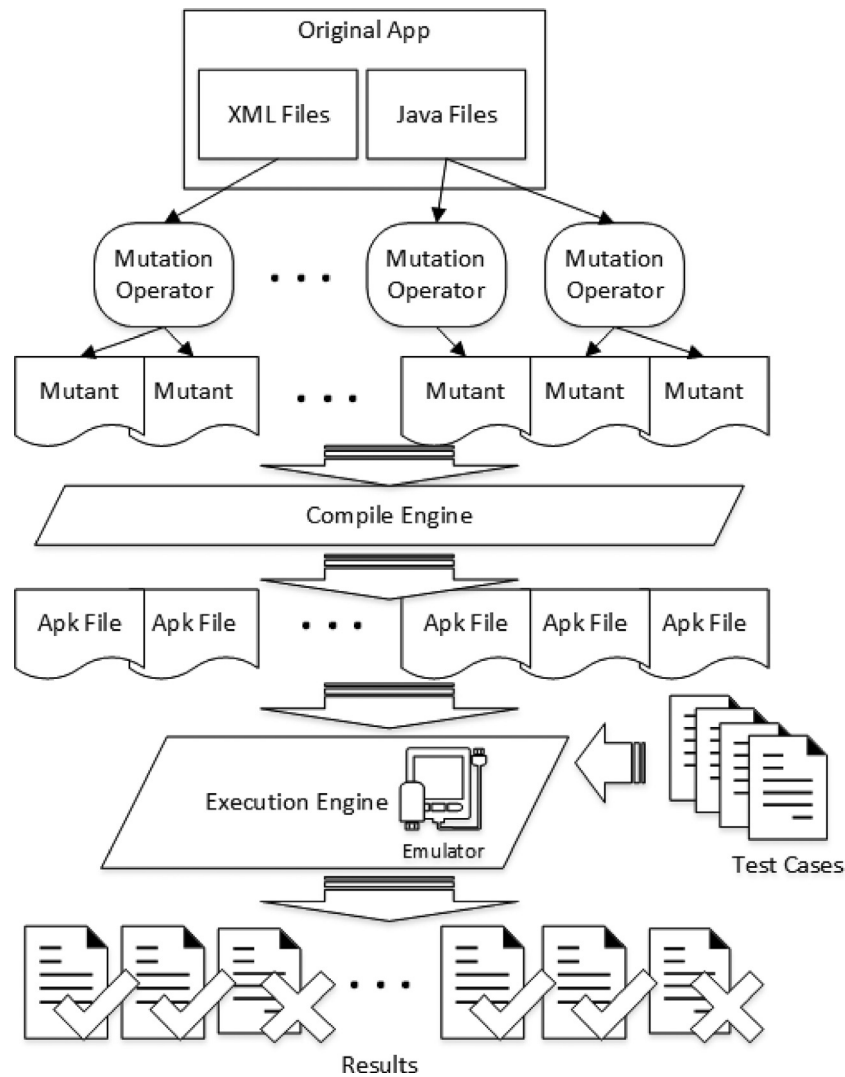 Original App
XML Files
Java Files
Mutation Operator
Mutation Operator
Mutation Operator
Mutant
Mutant
Mutant
Mutant
Mutant
Compile Engine
Apk File
Apk File
Apk File
Apk File
Apk File
Execution Engine
Emulator
Test Cases
Results